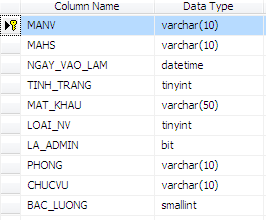 Column Name Data Type
MANV varchar(10)
MAHS varchar(10)
NGAY_VAO_LAM datetime
TINH_TRANG tinyint
MAT_KHAU varchar(50)
LOAI_NV tinyint
LA_ADMIN bit
PHONG varchar(10)
CHUCVU varchar(10)
BAC_LUONG smallint